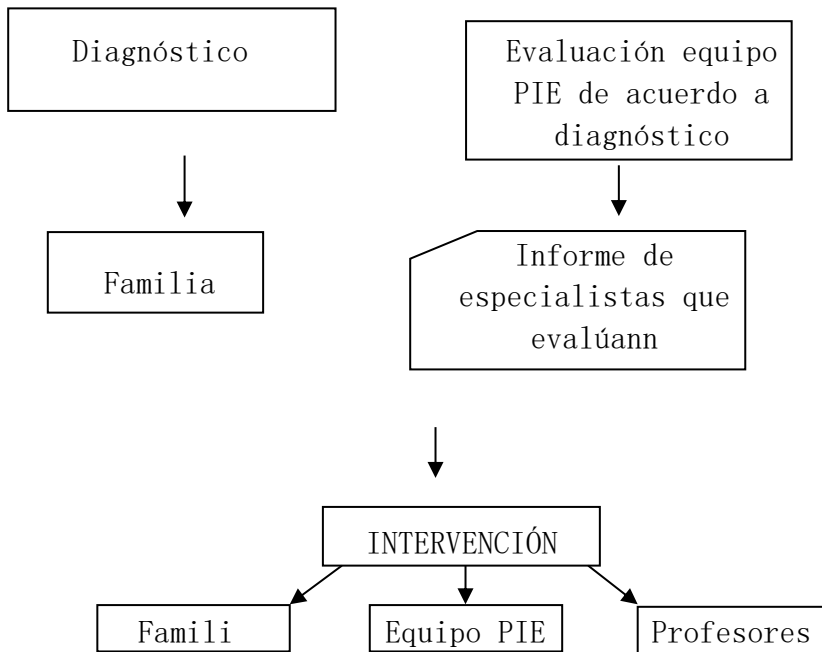 Diagnóstico
Evaluación equipo
PIE de acuerdo a
diagnóstico
Familia
Informe de
especialistas que
evalúann
INTERVENCIÓN
Famili
Equipo PIE
Profesores